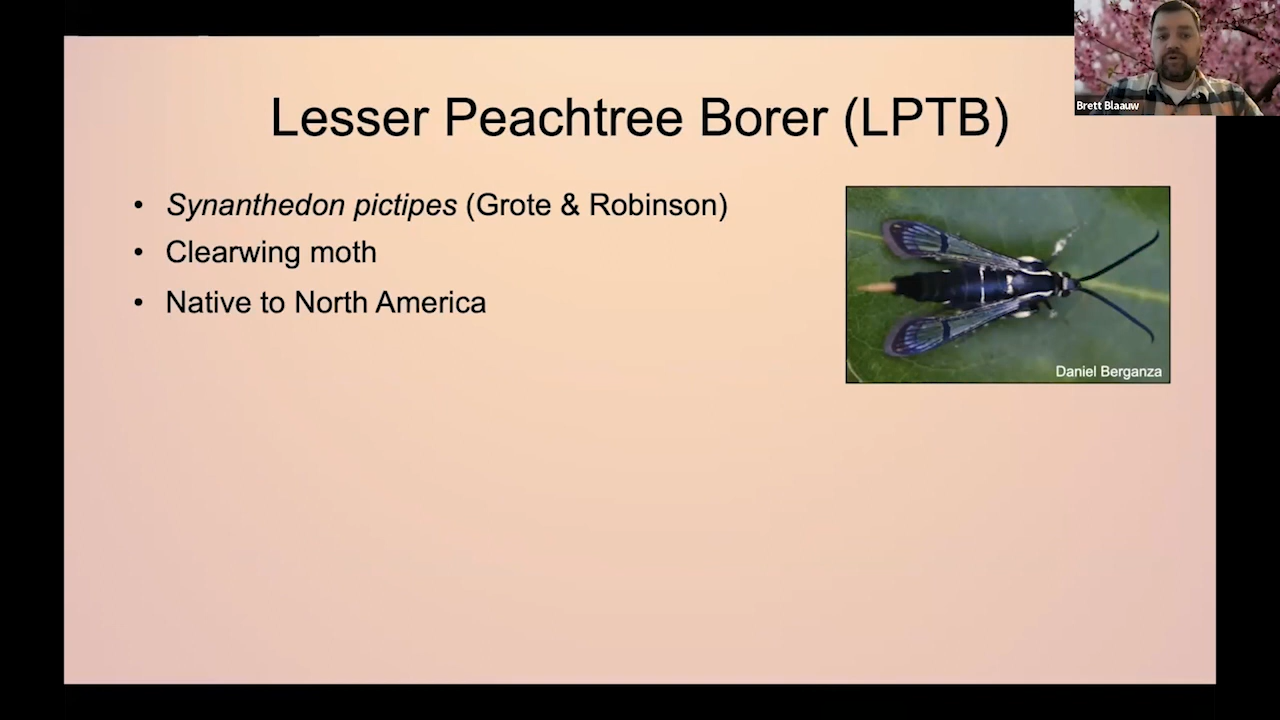 Lesser Peachtree Borer (LPTB)
Brett Blaauw
• Synanthedon pictipes (Grote & Robinson)
• Clearwing moth
• Native to North America
Daniel Berganza